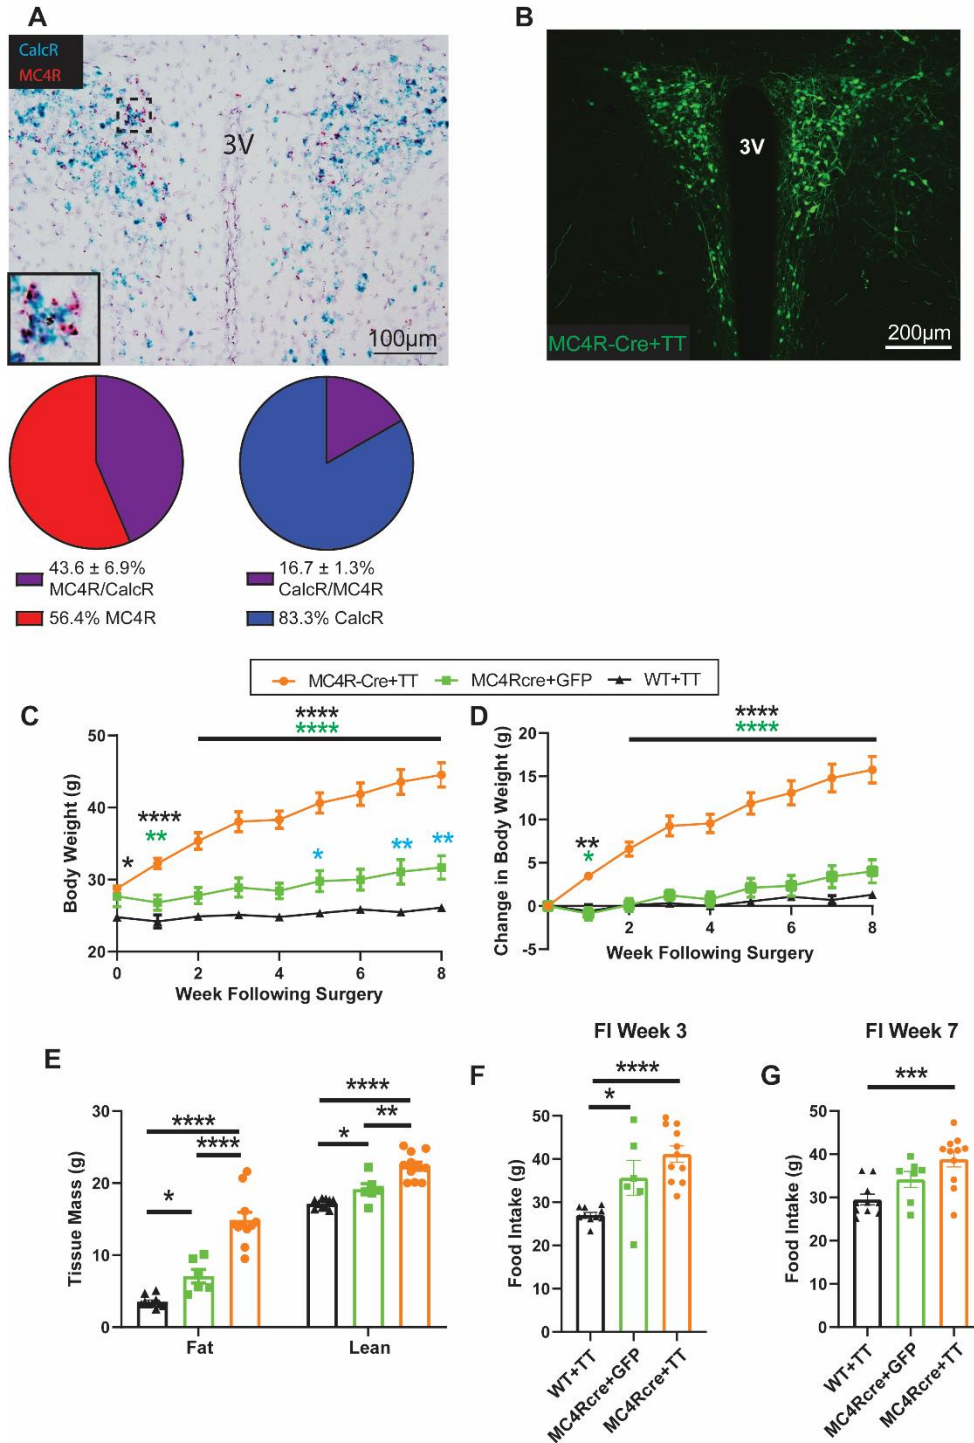 A
CalcR
MC4R
3V
100µm
B
3V
MC4R-Cre+TT
200µm
43.6 ± 6.9%
MC4R/CalcR
56.4% MC4R
16.7 ± 1.3%
CalcR/MC4R
83.3% CalcR
MC4R-Cre+TT MC4Rcre+GFP WT+TT
C
****
****
****
**
*
*
**
**
50
40
30
20
Body Weight (g)
0 2 4 6 8
Week Following Surgery
D
****
****
**
*
20
15
10
5
0
-5
Change in Body Weight (g)
2 4 6 8
Week Following Surgery
E
****
****
*
****
**
*
30
20
10
0
Tissue Mass (g)
Fat Lean
FI Week 3
F
****
*
50
40
30
20
10
0
Food Intake (g)
WT+TT
MC4Rcre+GFP
MC4Rcre+TT
FI Week 7
G
***
50
40
30
20
10
0
Food Intake (g)
WT+TT
MC4Rcre+GFP
MC4Rcre+TT